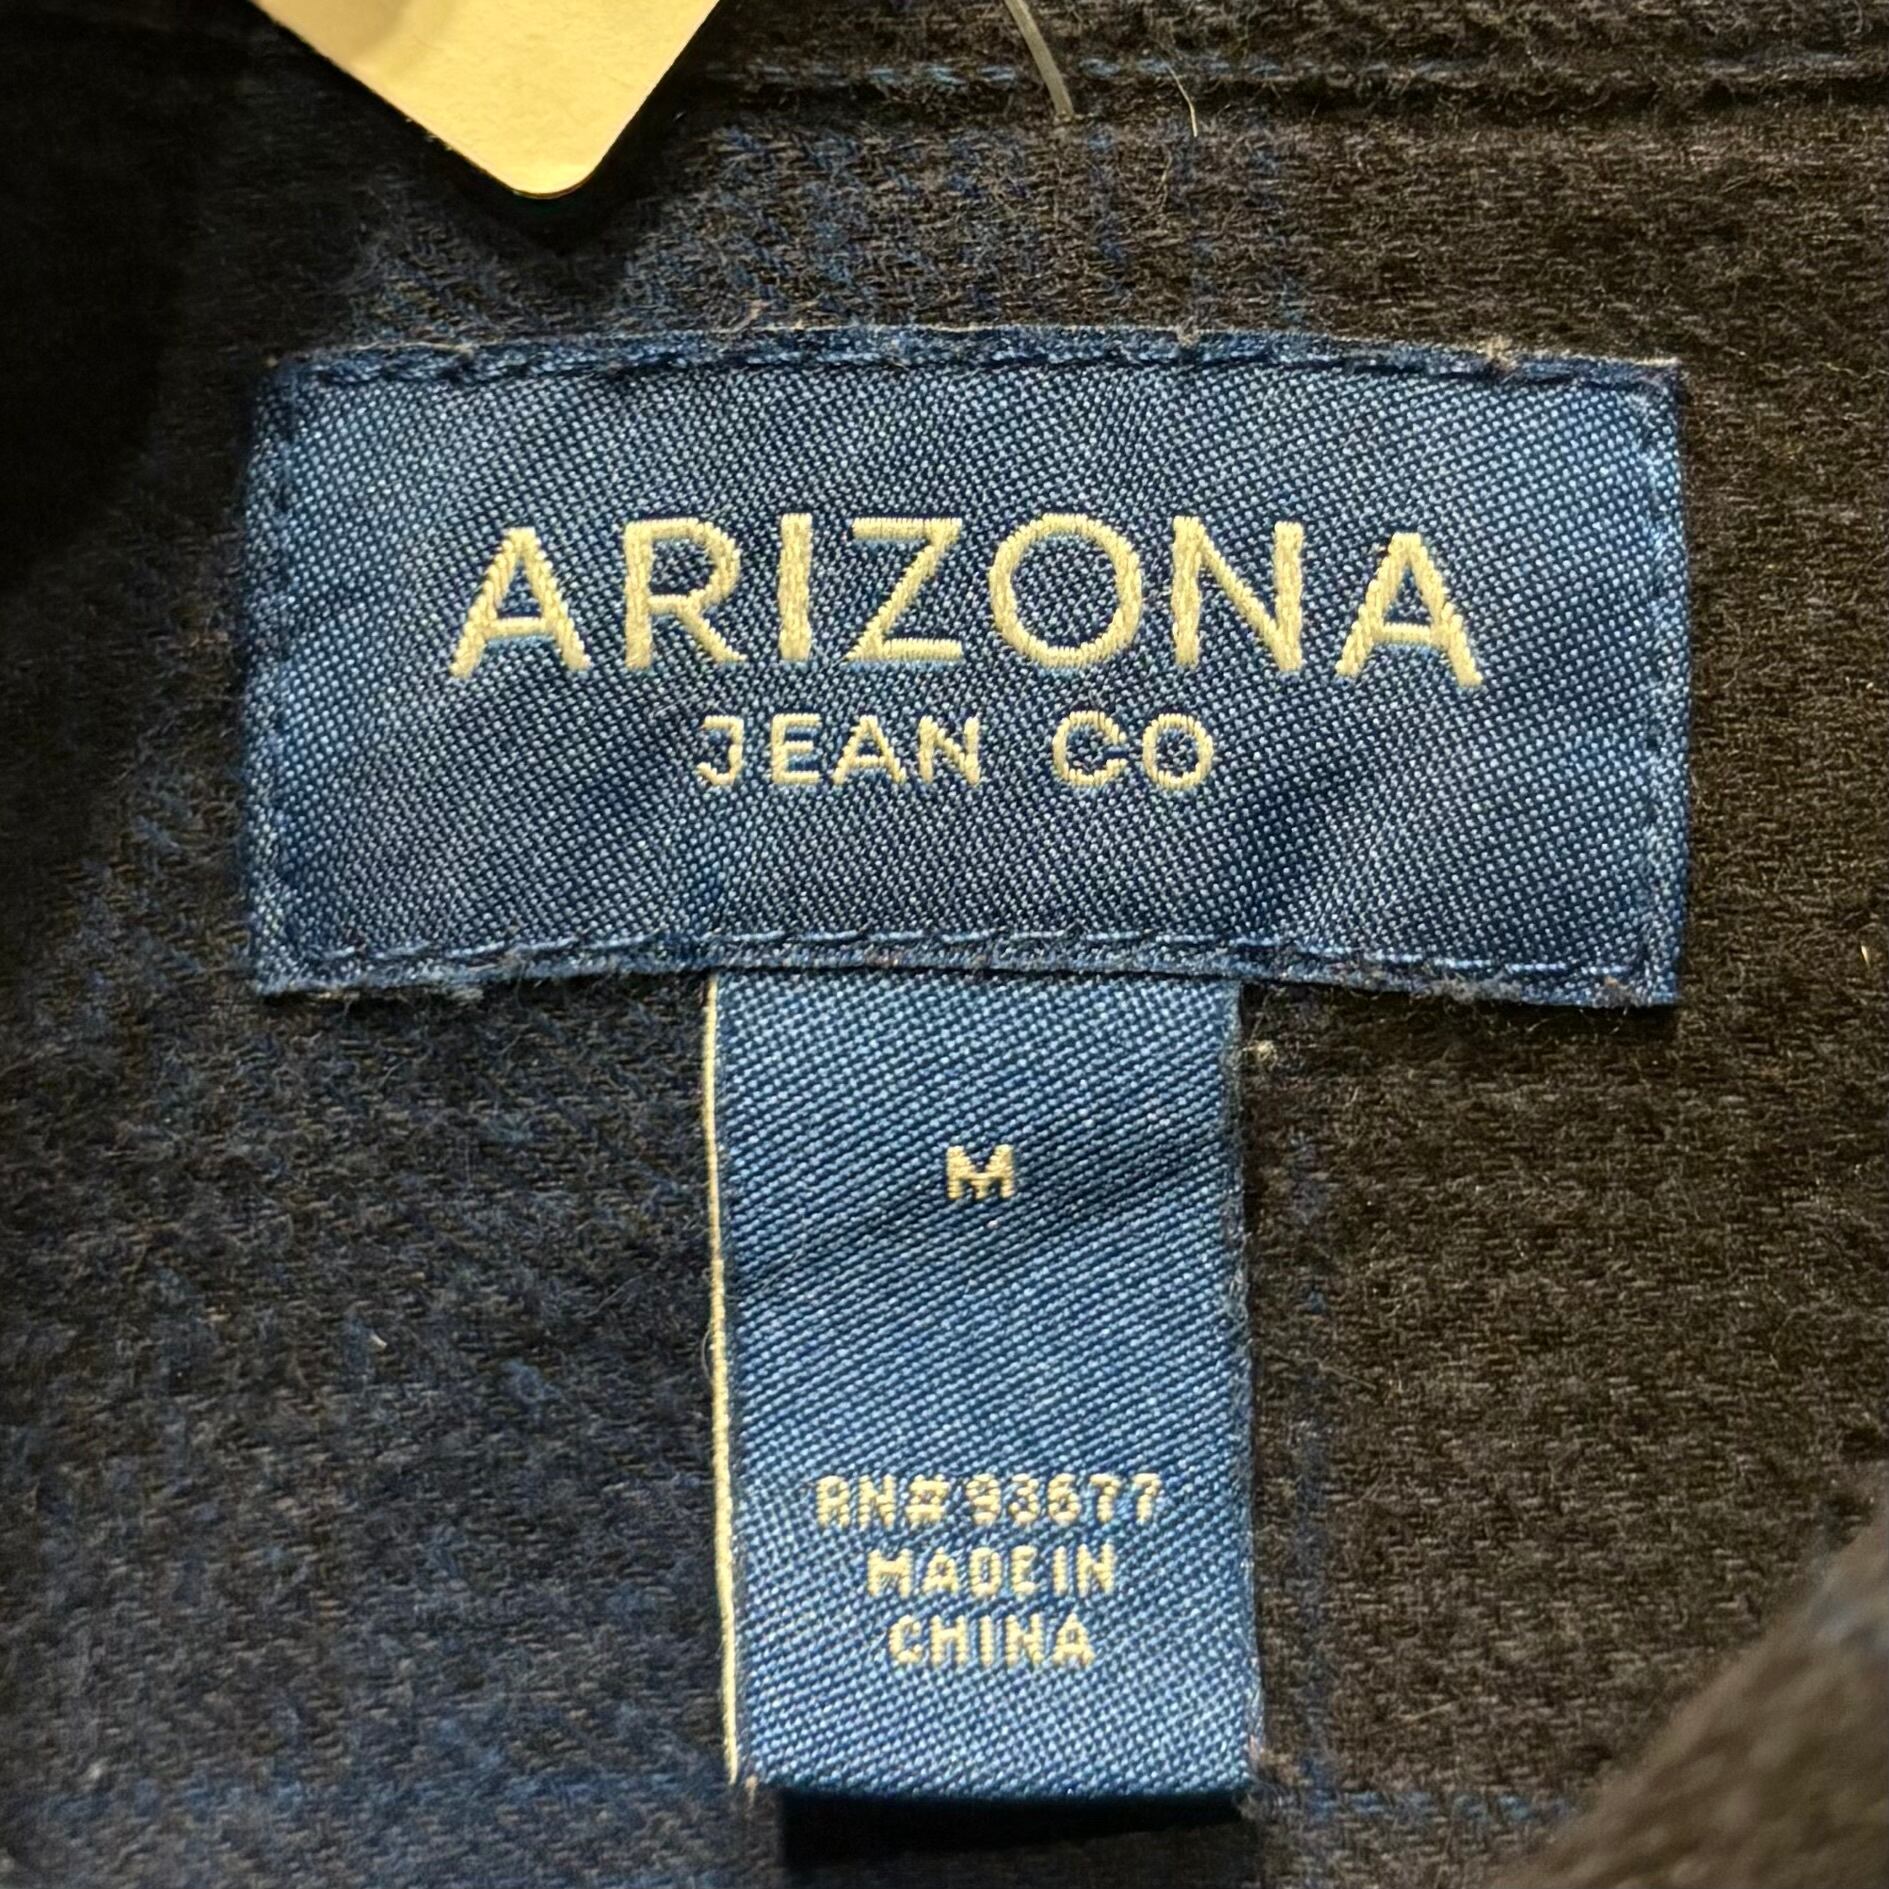 ARIZONA
JEAN CO
M
RN# 93677
MADE IN
CHINA